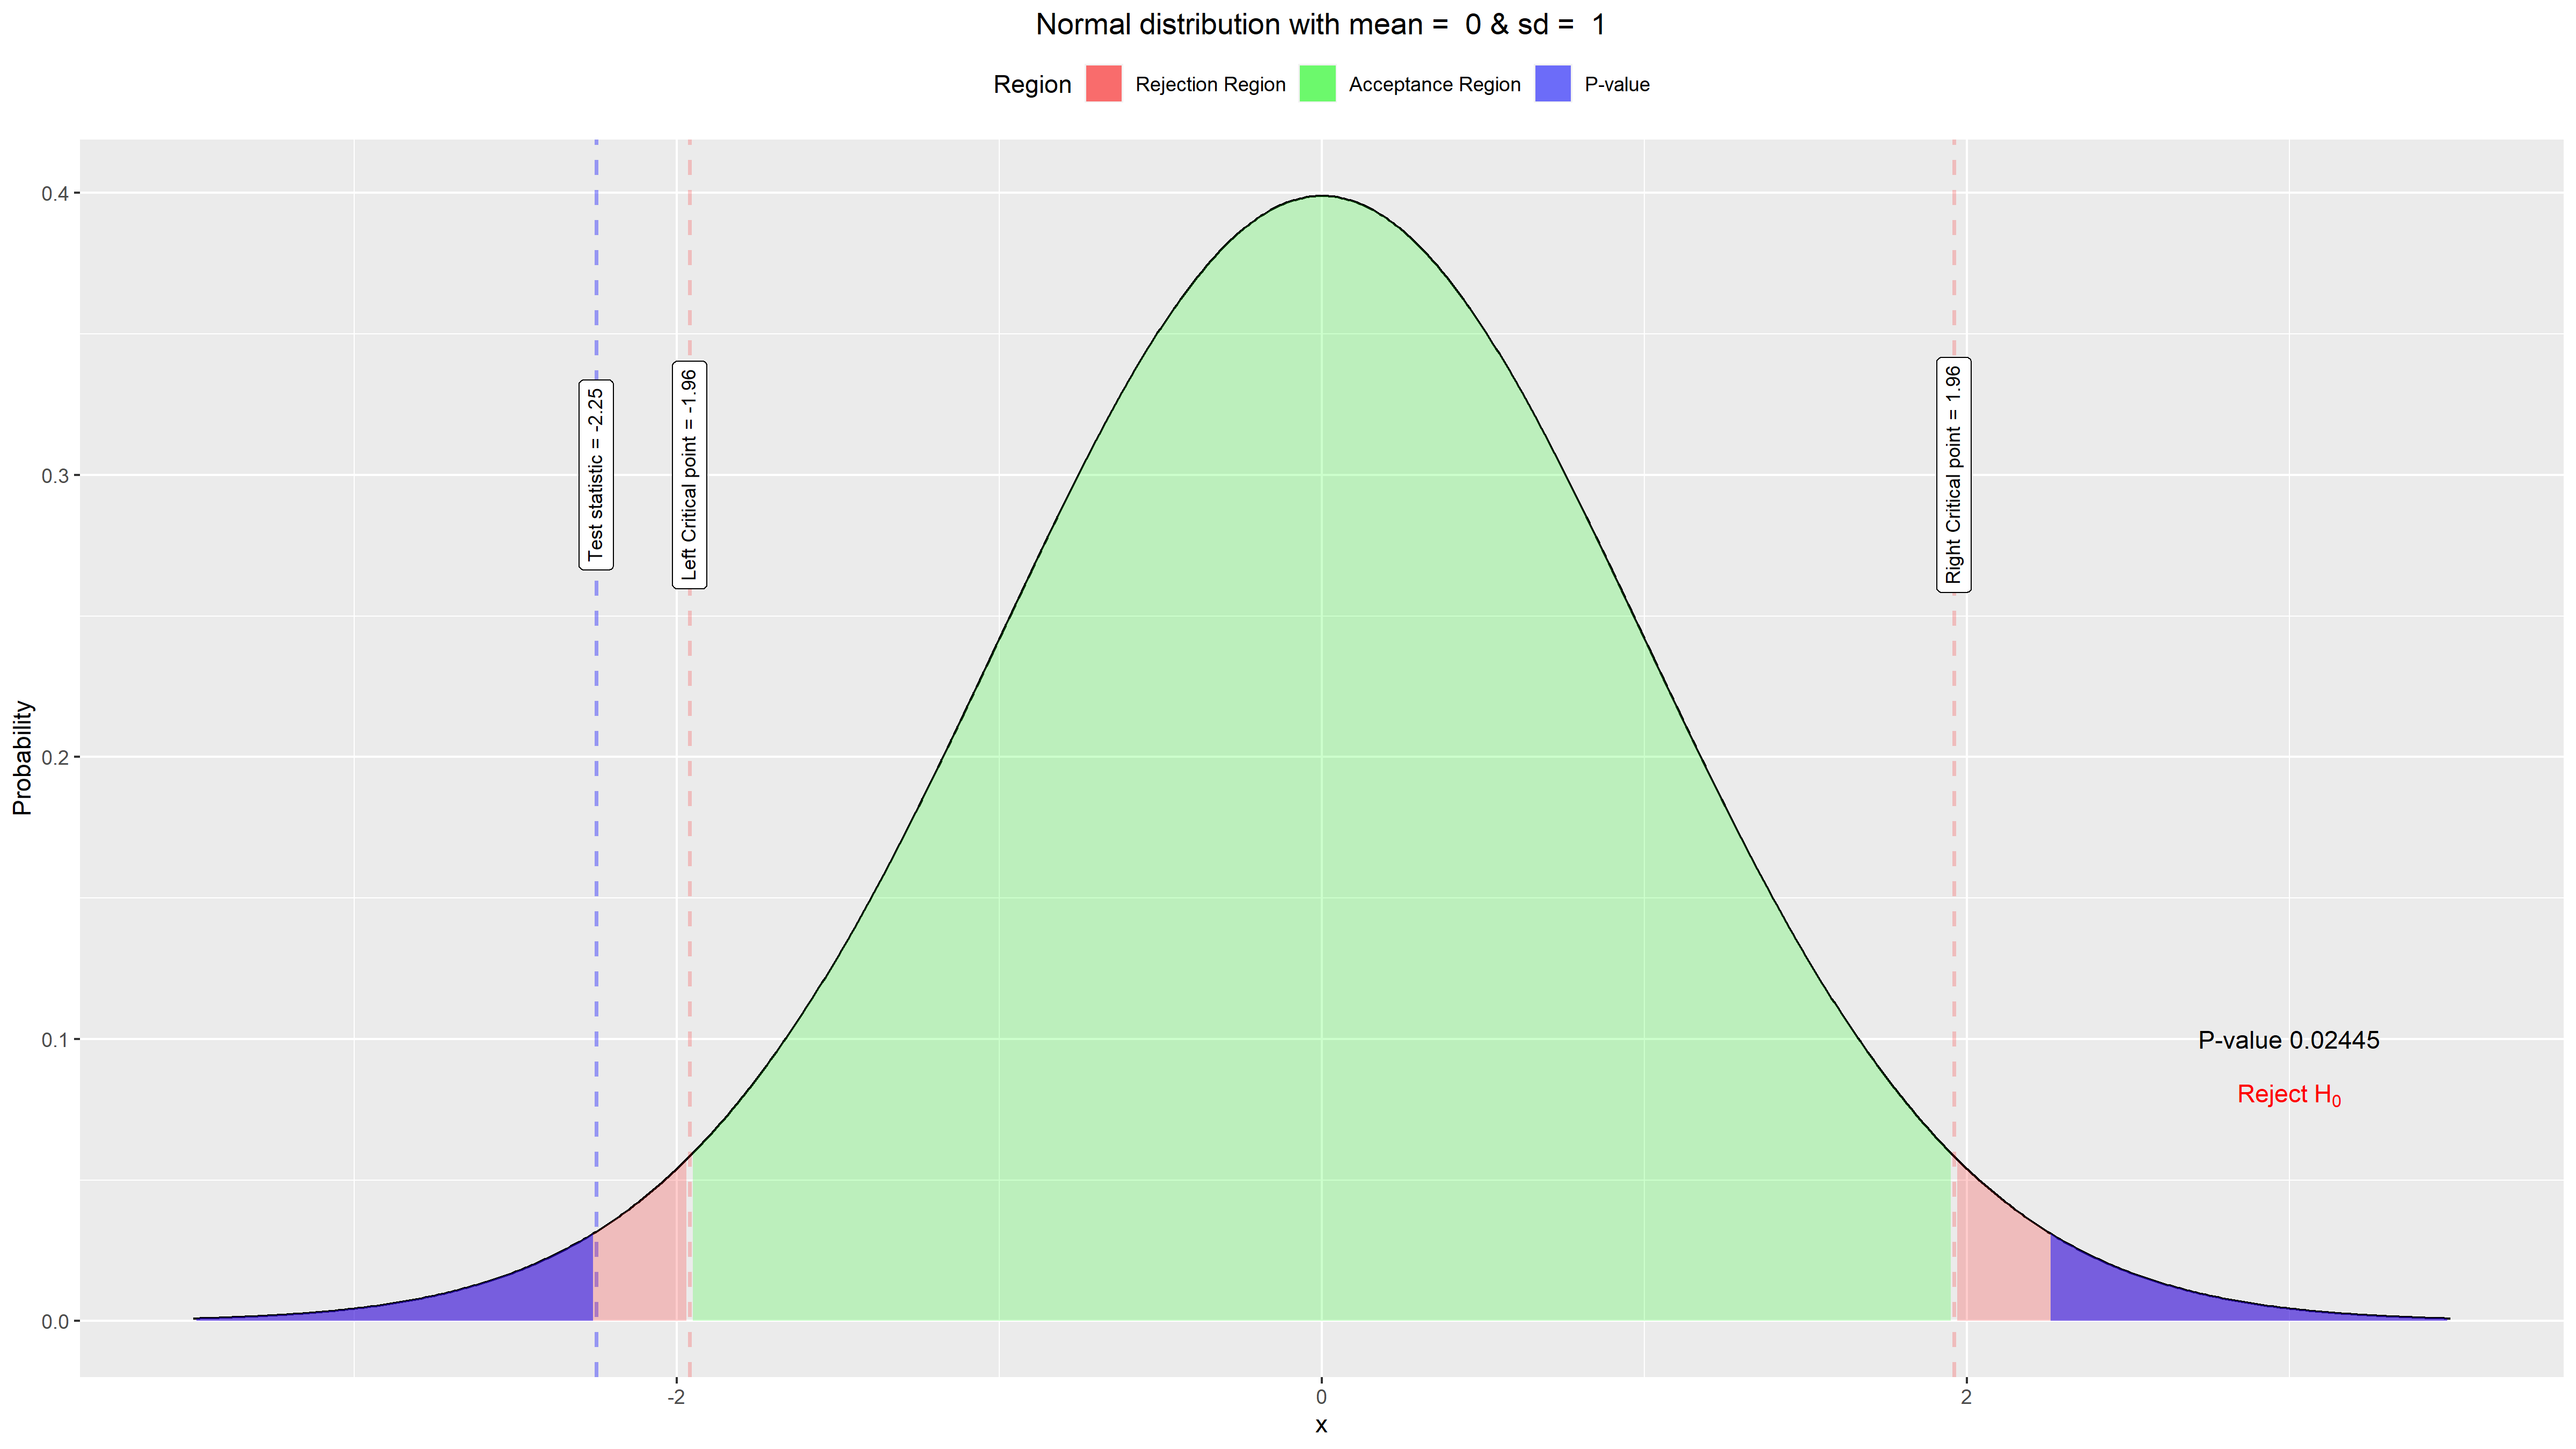 Normal distribution with mean =  0 & sd =  1
Region Rejection Region Acceptance Region P-value
Probability
0.4
0.3
0.2
0.1
0.0
Test statistic = -2.25
Left Critical point = -1.96
Right Critical point = 1.96
P-value 0.02445
Reject H₀
-2 0 2
x